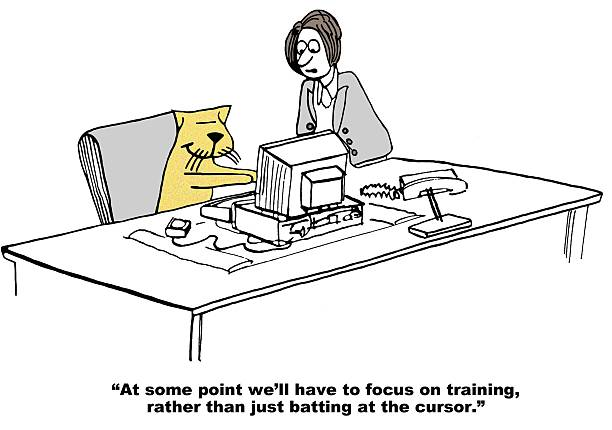 “At some point we’ll have to focus on training,
rather than just batting at the cursor.”